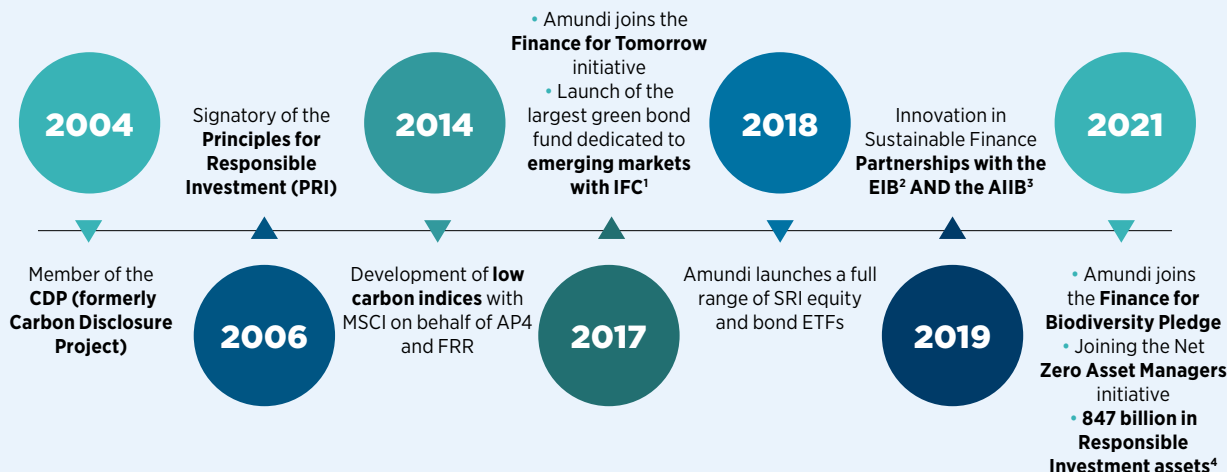 2004
Member of the
CDP (formerly
Carbon Disclosure
Project)
Signatory of the
Principles for
Responsible
Investment (PRI)
2006
2014
Development of low
carbon indices with
MSCI on behalf of AP4
and FRR
• Amundi joins the
Finance for Tomorrow
initiative
• Launch of the
largest green bond
fund dedicated to
emerging markets
with IFC¹
2017
2018
Amundi launches a full
range of SRI equity
and bond ETFs
Innovation in
Sustainable Finance
Partnerships with the
EIB² AND the AIIB³
2019
2021
• Amundi joins
the Finance for
Biodiversity Pledge
• Joining the Net
Zero Asset Managers
initiative
• 847 billion in
Responsible
Investment assets⁴